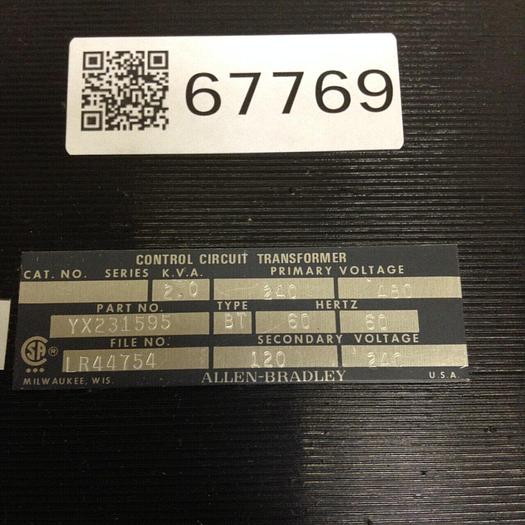 67769
CONTROL CIRCUIT TRANSFORMER
CAT. NO. SERIES K.V.A. PRIMARY VOLTAGE
2.0 240 480
PART NO. TYPE HERTZ
YX231595 BT 60 60
FILE NO. SECONDARY VOLTAGE
SA ® LR44754 120 240
MILWAUKEE, WIS. ALLEN-BRADLEY U.S.A.